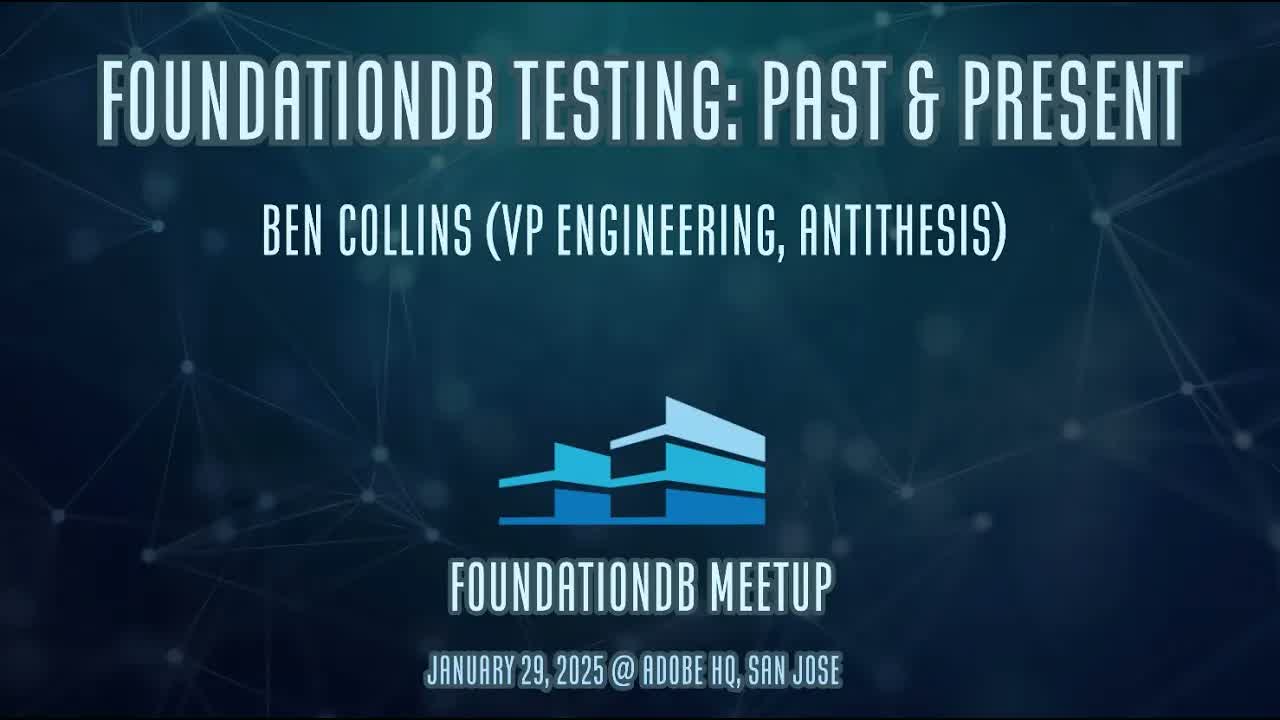 FOUNDATIONDB TESTING: PAST & PRESENT
BEN COLLINS (VP ENGINEERING, ANTITHESIS)
FOUNDATIONDB MEETUP
JANUARY 29, 2025 @ ADOBE HQ, SAN JOSE